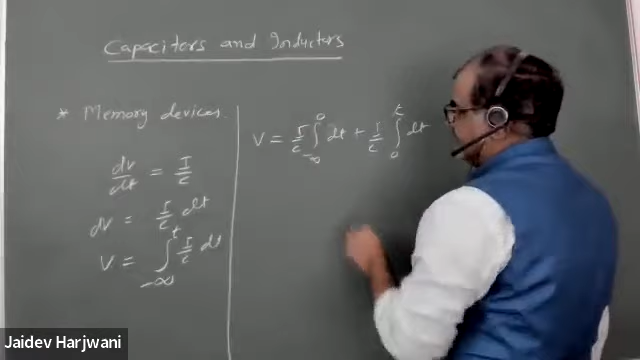 Capacitors and Inductors
* Memory devices.
dv/dt = I/C
dv = I/C dt
V = ∫_{-∞}^{t} I/C dt
V = I/C ∫_{-∞}^{0} dt + I/C ∫_{0}^{t} dt
Jaidev Harjwani